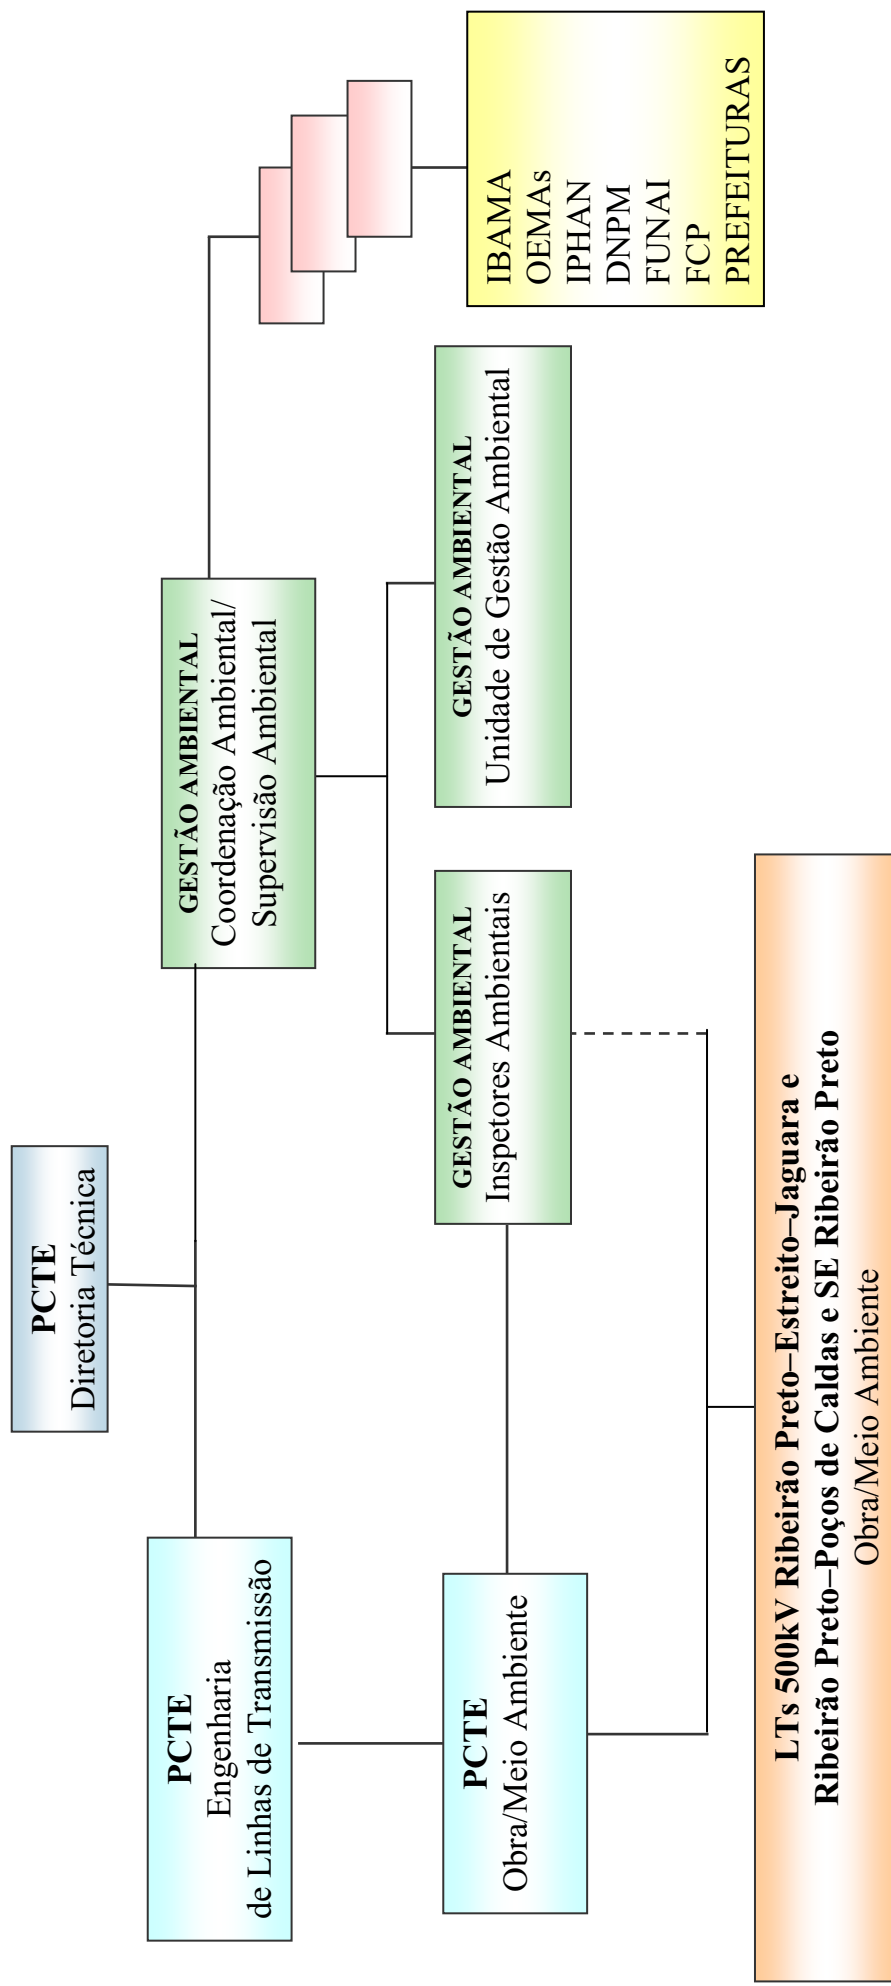 PCTE
Diretoria Técnica
PCTE
Engenharia
de Linhas de Transmissão
GESTÃO AMBIENTAL
Coordenação Ambiental/
Supervisão Ambiental
PCTE
Obra/Meio Ambiente
GESTÃO AMBIENTAL
Inspetores Ambientais
GESTÃO AMBIENTAL
Unidade de Gestão Ambiental
IBAMA
OEMAs
IPHAN
DNPM
FUNAI
FCP
PREFEITURAS
LTs 500kV Ribeirão Preto–Estreito–Jaguara e
Ribeirão Preto–Poços de Caldas e SE Ribeirão Preto
Obra/Meio Ambiente